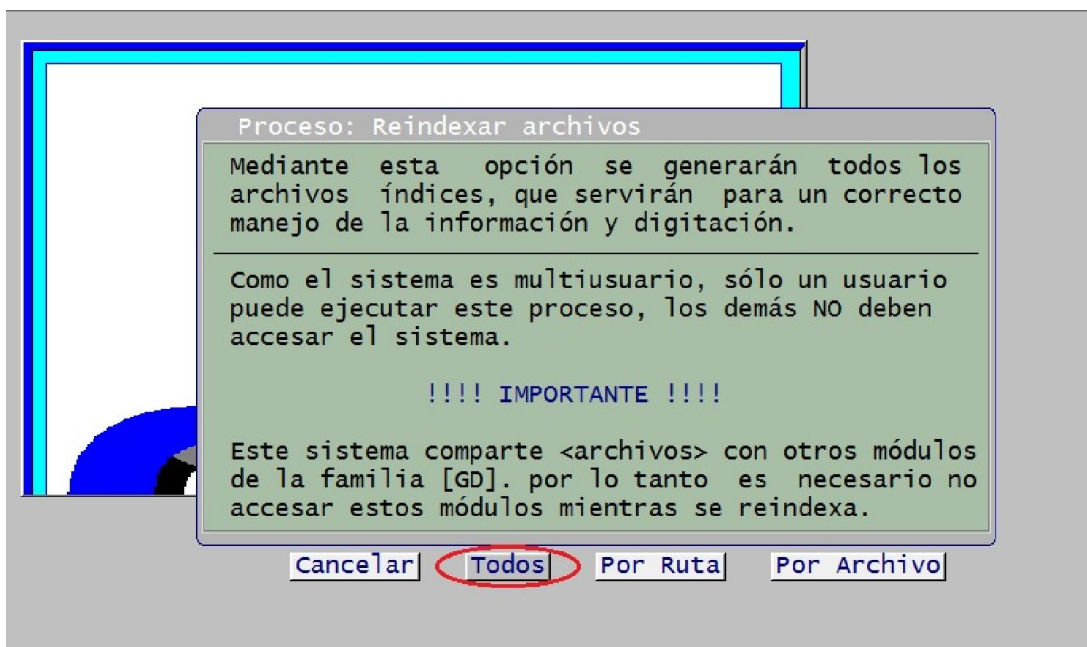 Proceso: Reindexar archivos
Mediante esta opción se generarán todos los
archivos índices, que servirán para un correcto
manejo de la información y digitación.
Como el sistema es multiusuario, sólo un usuario
puede ejecutar este proceso, los demás NO deben
accesar el sistema.
!!!! IMPORTANTE !!!!
Este sistema comparte <archivos> con otros módulos
de la familia [GD]. por lo tanto es necesario no
accesar estos módulos mientras se reindexa.
Cancelar Todos Por Ruta Por Archivo